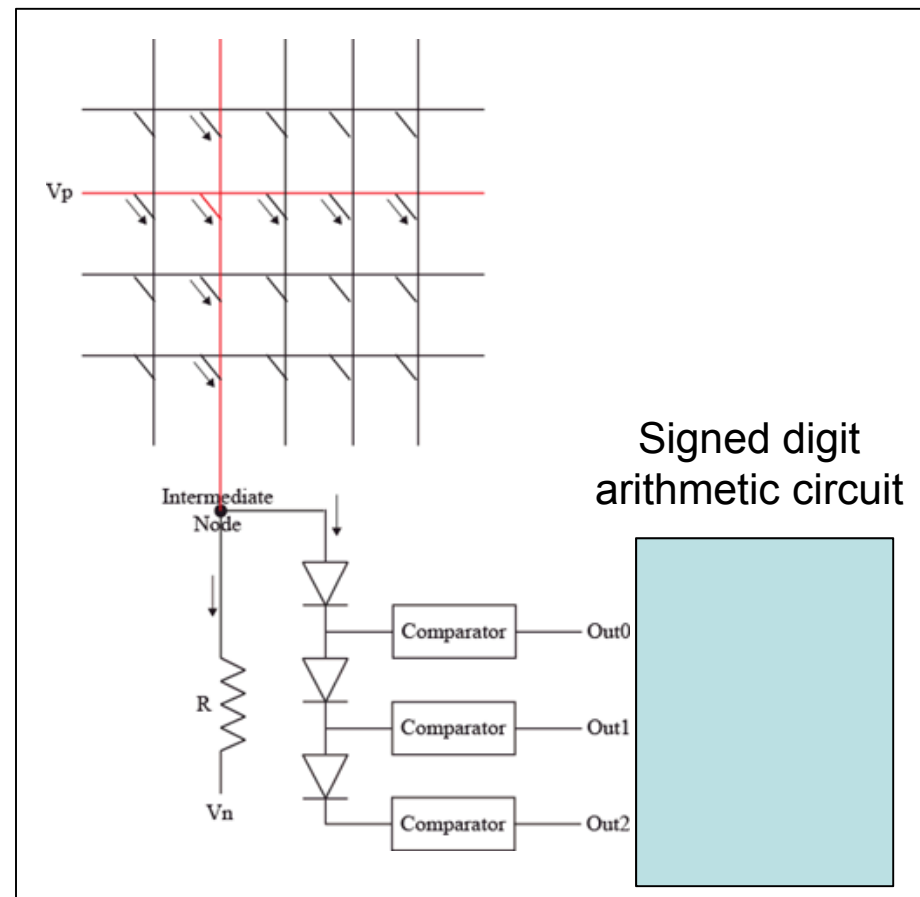 Vp
Signed digit
arithmetic circuit
Intermediate
Node
Comparator
Out0
R
Comparator
Out1
Vn
Comparator
Out2